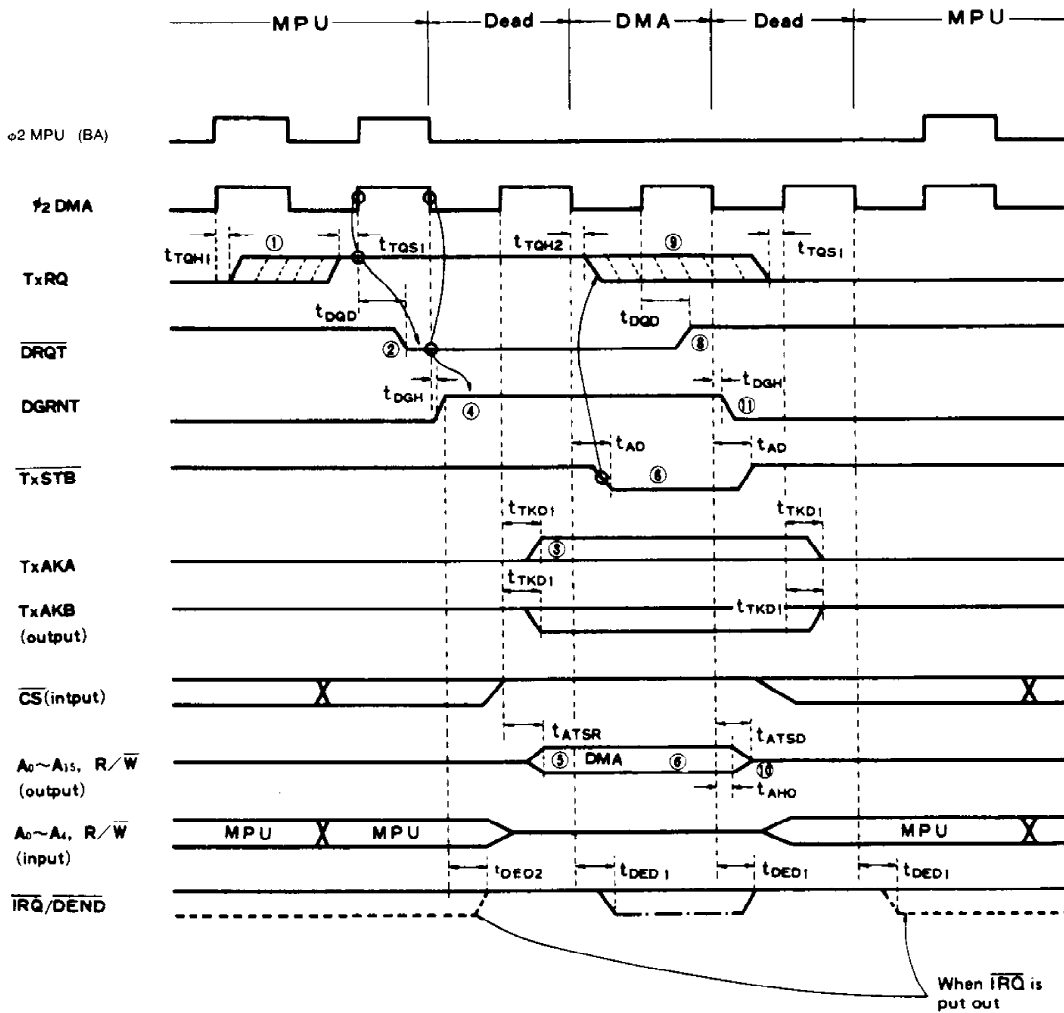 MPU Dead DMA Dead MPU
φ2 MPU (BA)
φ2 DMA
tTQH1 ① tTQS1 tTQH2 ⑨ tTQS1
TxRQ
tDQD tDQD
DRQT ② ⑧
tDGH tDGH
DGRNT ④ ⑪
tAD tAD
TxSTB ⑥
tTKD1 tTKD1
TxAKA ③
tTKD1 tTKD1
TxAKB
(output)
CS(intput)
tATSR tATSD
A0~A15, R/W ⑤ DMA ⑥ ⑩
(output) tAHO
A0~A4, R/W MPU MPU MPU
(input)
tDED2 tDED1 tDED1 tDED1
IRQ/DEND
When IRQ is
put out